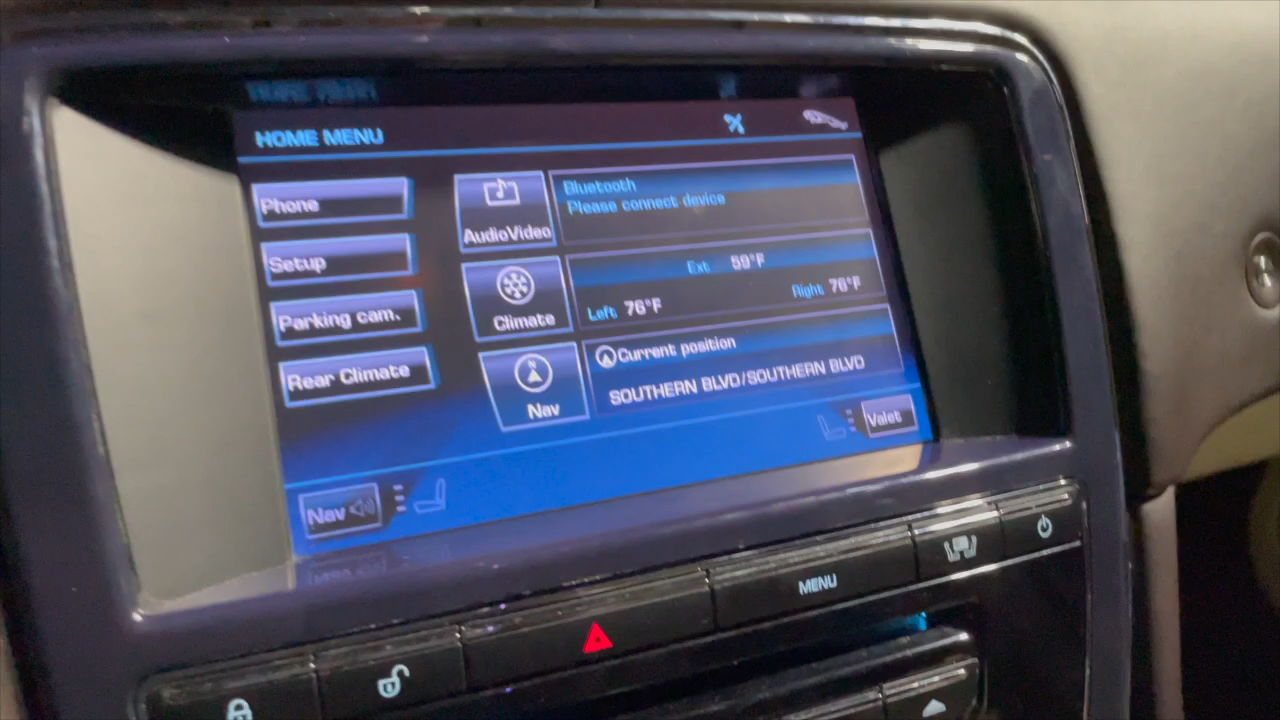 HOME MENU
Phone
Setup
Parking cam.
Rear Climate
AudioVideo
Bluetooth
Please connect device
Climate
Ext. 59°F
Left 76°F
Right 76°F
N
Nav
Current position
SOUTHERN BLVD/SOUTHERN BLVD
Nav
Valet
MENU